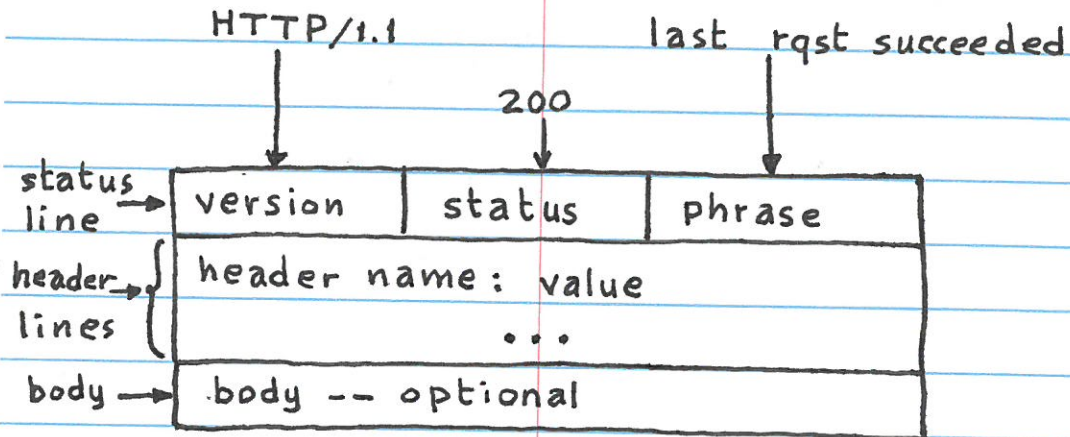 HTTP/1.1 last rqst succeeded
200
status line version status phrase
header lines header name: value
...
body body -- optional